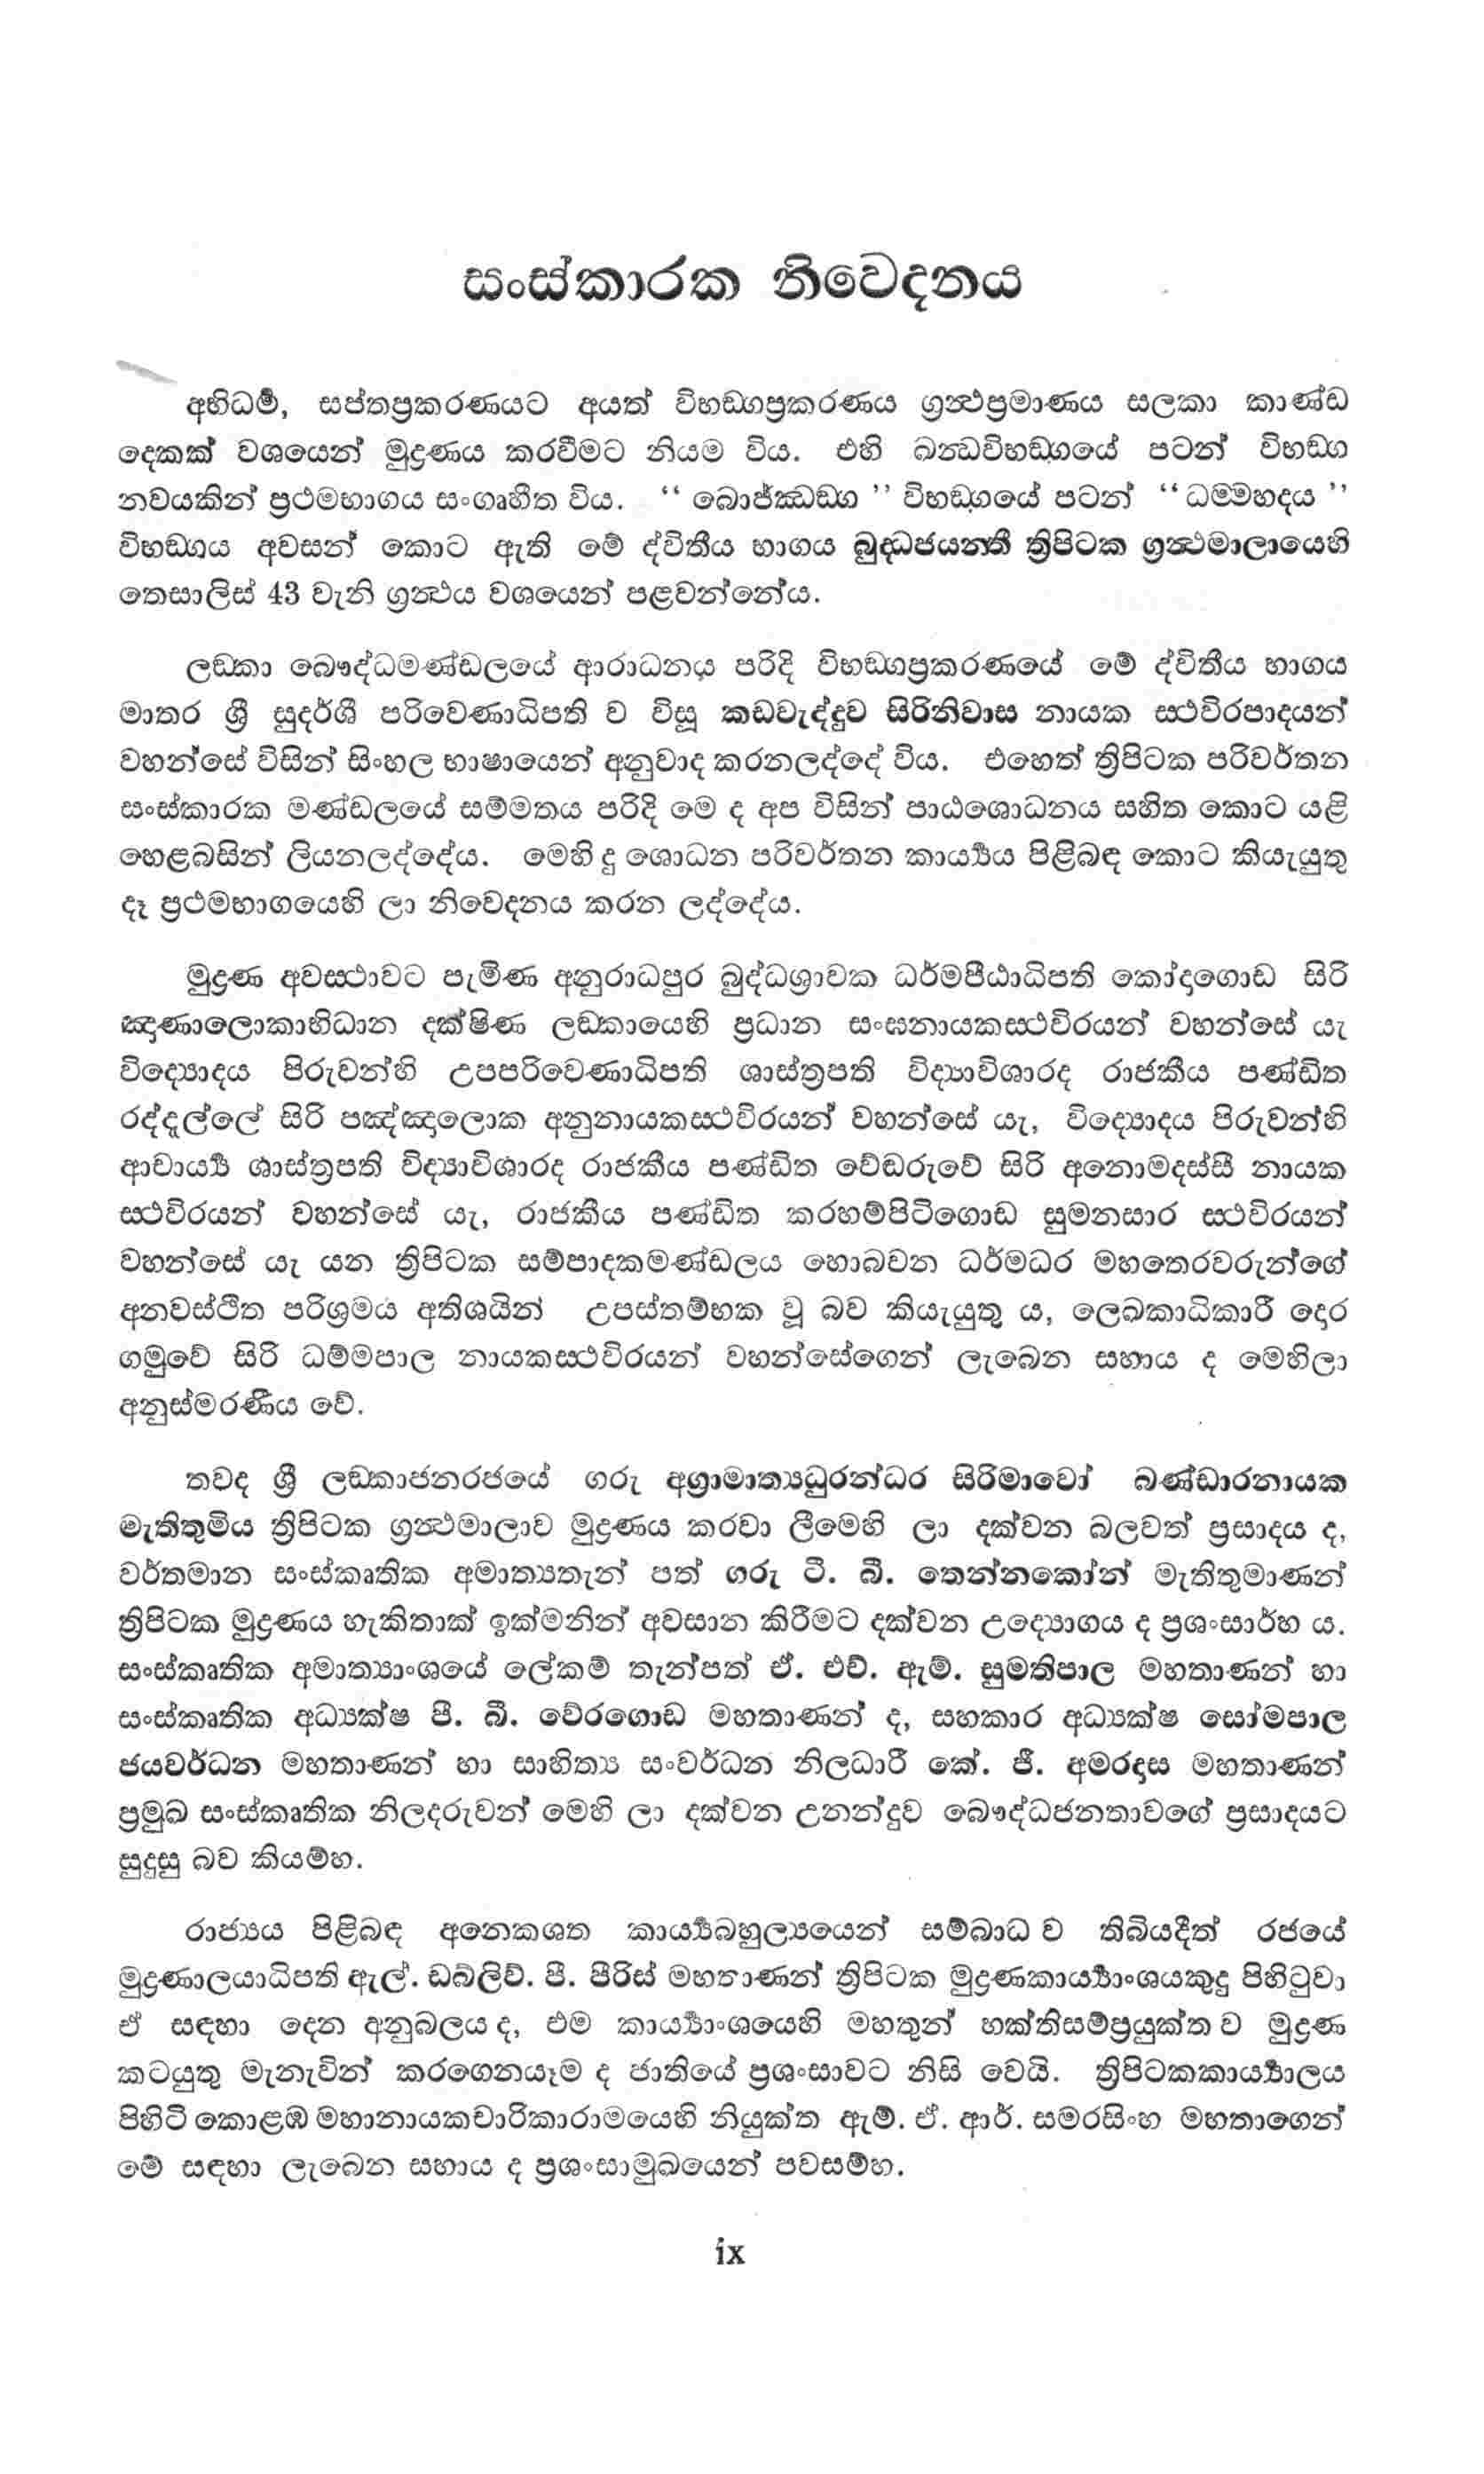 සංස්කාරක නිවෙදනය
අභිධර්ම, සප්තප්‍රකරණයට අයත් විභඞ්ගප්‍රකරණය ග්‍රන්‍ථප්‍රමාණය සලකා කාණ්ඩ
දෙකක් වශයෙන් මුද්‍රණය කරවීමට නියම විය. එහි ඛන්‍ධවිභඞ්ගයේ පටන් විභඞ්ග
නවයකින් ප්‍රථමභාගය සංගෘහීත විය. “ බොජ්ඣඞ්ග ” විභඞ්ගයේ පටන් “ ධම්මහදය ”
විභඞ්ගය අවසන් කොට ඇති මේ ද්විතීය භාගය බුද්‍ධජයන්තී ත්‍රිපිටක ග්‍රන්‍ථමාලායෙහි
තෙසාලිස් 43 වැනි ග්‍රන්‍ථය වශයෙන් පළවන්නේය.
ලඞ්කා බෞද්ධමණ්ඩලයේ ආරාධනය පරිදි විභඞ්ගප්‍රකරණයේ මේ ද්විතීය භාගය
මාතර ශ්‍රී සුදර්ශී පරිවෙණාධිපති ව විසූ කඩවැද්දුව සිරිනිවාස නායක ස්‍ථවිරපාදයන්
වහන්සේ විසින් සිංහල භාෂායෙන් අනුවාද කරනලද්දේ විය. එහෙත් ත්‍රිපිටක පරිවර්තන
සංස්කාරක මණ්ඩලයේ සම්මතය පරිදි මෙ ද අප විසින් පාඨශොධනය සහිත කොට යළි
හෙළබසින් ලියනලද්දේය. මෙහි දු ශොධන පරිවර්තන කාර්‍ය්‍යය පිළිබඳ කොට කියැයුතු
දෑ ප්‍රථමභාගයෙහි ලා නිවෙදනය කරන ලද්දේය.
මුද්‍රණ අවස්‍ථාවට පැමිණ අනුරාධපුර බුද්ධශ්‍රාවක ධර්මපීඨාධිපති කෝදගොඩ සිරි
ඤාණාලොකාභිධාන දක්ෂිණ ලඞ්කායෙහි ප්‍රධාන සංඝනායකස්‍ථවිරයන් වහන්සේ යැ
විද්‍යොදය පිරුවන්හි උපපරිවෙණාධිපති ශාස්ත්‍රපති විද්‍යාවිශාරද රාජකීය පණ්ඩිත
රද්දැල්ලේ සිරි පඤ්ඤාලොක අනුනායකස්‍ථවිරයන් වහන්සේ යැ, විද්‍යොදය පිරුවන්හි
ආචාර්‍ය්‍ය ශාස්ත්‍රපති විද්‍යාවිශාරද රාජකීය පණ්ඩිත වේඬරුවේ සිරි අනොමදස්සී නායක
ස්‍ථවිරයන් වහන්සේ යැ, රාජකීය පණ්ඩිත කරහම්පිටිගොඩ සුමනසාර ස්‍ථවිරයන්
වහන්සේ යැ යන ත්‍රිපිටක සම්පාදකමණ්ඩලය හොබවන ධර්මධර මහතෙරවරුන්ගේ
අනවස්ථිත පරිශ්‍රමය අතිශයින් උපස්තම්භක වූ බව කියැයුතු ය, ලෙඛකාධිකාරී දොර
ගමුවේ සිරි ධම්මපාල නායකස්‍ථවිරයන් වහන්සේගෙන් ලැබෙන සහාය ද මෙහිලා
අනුස්මරණීය වේ.
තවද ශ්‍රී ලඞ්කාජනරජයේ ගරු අග්‍රාමාත්‍යධුරන්ධර සිරිමාවෝ බණ්ඩාරනායක
මැතිතුමිය ත්‍රිපිටක ග්‍රන්‍ථමාලාව මුද්‍රණය කරවා ලීමෙහි ලා දක්වන බලවත් ප්‍රසාදය ද,
වර්තමාන සංස්කෘතික අමාත්‍යතැන් පත් ගරු ටී. බී. තෙන්නකෝන් මැතිතුමාණන්
ත්‍රිපිටක මුද්‍රණය හැකිතාක් ඉක්මනින් අවසාන කිරීමට දක්වන උද්‍යොගය ද ප්‍රශංසාර්හ ය.
සංස්කෘතික අමාත්‍යාංශයේ ලේකම් තැන්පත් ඒ. එච්. ඇම්. සුමතිපාල මහතාණන් හා
සංස්කෘතික අධ්‍යක්ෂ පී. බී. වේරගොඩ මහතාණන් ද, සහකාර අධ්‍යක්ෂ සෝමපාල
ජයවර්ධන මහතාණන් හා සාහිත්‍ය සංවර්ධන නිලධාරී කේ. ජී. අමරදාස මහතාණන්
ප්‍රමුඛ සංස්කෘතික නිලදරුවන් මෙහි ලා දක්වන උනන්දුව බෞද්ධජනතාවගේ ප්‍රසාදයට
සුදුසු බව කියම්හ.
රාජ්‍යය පිළිබඳ අනෙකශත කාර්‍ය්‍යබහුල්‍යයෙන් සම්බාධ ව තිබියදීත් රජයේ
මුද්‍රණාලයාධිපති ඇල්. ඩබ්ලිව්. පී. පීරිස් මහතාණන් ත්‍රිපිටක මුද්‍රණකාර්‍ය්‍යාංශයකුදු පිහිටුවා
ඒ සඳහා දෙන අනුබලය ද, එම කාර්‍ය්‍යාංශයෙහි මහතුන් භක්තිසම්ප්‍රයුක්ත ව මුද්‍රණ
කටයුතු මැනැවින් කරගෙනයෑම ද ජාතියේ ප්‍රශංසාවට නිසි වෙයි. ත්‍රිපිටකකාර්‍ය්‍යාලය
පිහිටි කොළඹ මහානායකචාරිකාරාමයෙහි නියුක්ත ඇම්. ඒ. ආර්. සමරසිංහ මහතාගෙන්
මේ සඳහා ලැබෙන සහාය ද ප්‍රශංසාමුඛයෙන් පවසම්හ.
ix